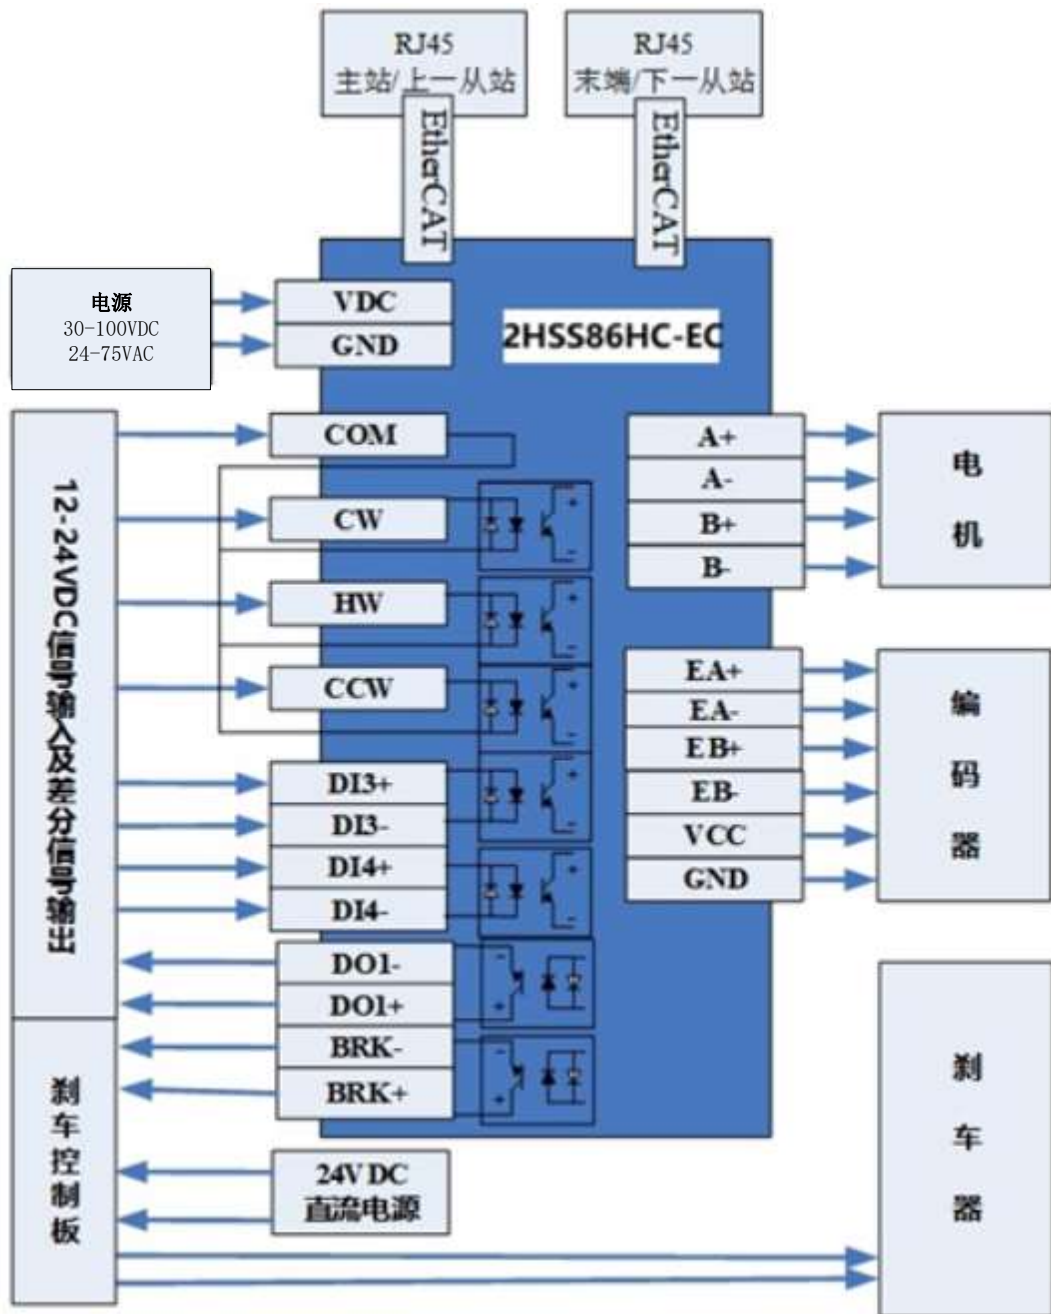 RJ45
主站/上一从站
RJ45
末端/下一从站
EtherCAT
EtherCAT
电源
30-100VDC
24-75VAC
VDC
GND
2HSS86HC-EC
12-24VDC信号输入及差分信号输出
COM
CW
HW
CCW
DI3+
DI3-
DI4+
DI4-
DO1-
DO1+
BRK-
BRK+
A+
A-
B+
B-
电机
EA+
EA-
EB+
EB-
VCC
GND
编码器
刹车控制板
24VDC
直流电源
刹车器